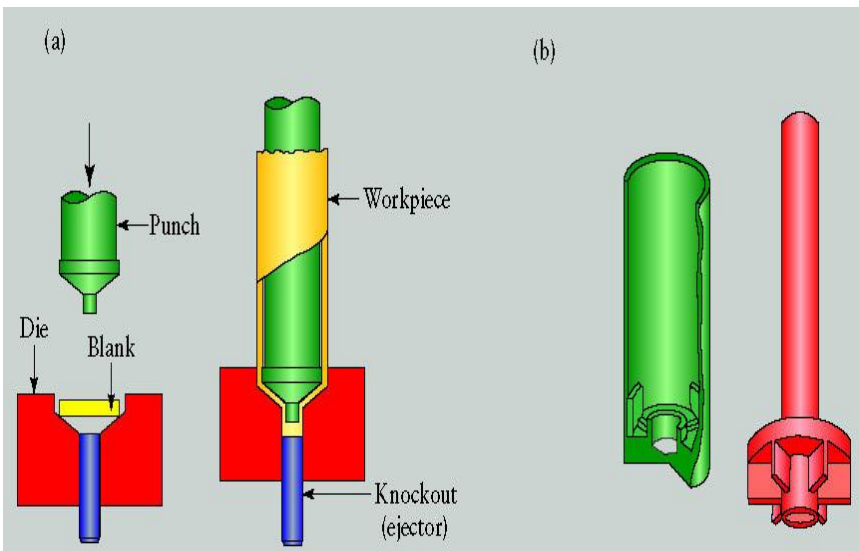 (a)
(b)
Workpiece
Punch
Die
Blank
Knockout
(ejector)